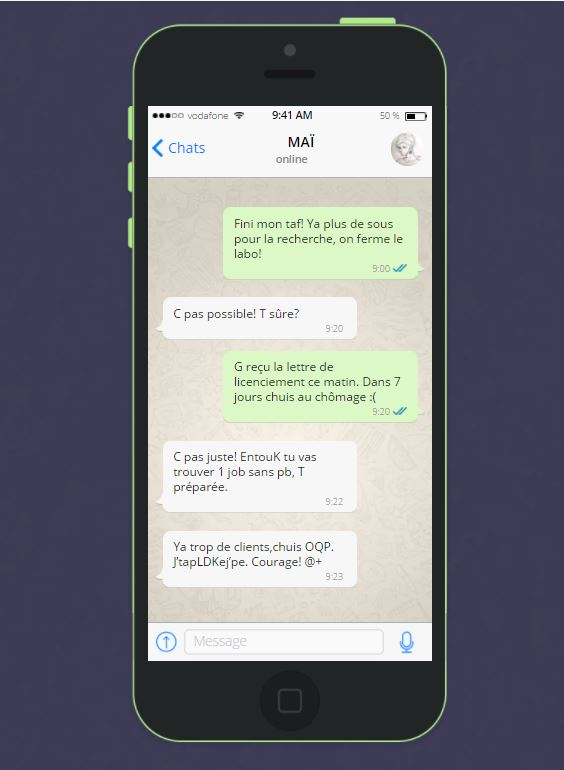 vodafone 9:41 AM 50 %
Chats MAÏ
online
Fini mon taf! Ya plus de sous
pour la recherche, on ferme le
labo!
9:00
C pas possible! T sûre?
9:20
G reçu la lettre de
licenciement ce matin. Dans 7
jours chuis au chômage :(
9:20
C pas juste! EntouK tu vas
trouver 1 job sans pb, T
préparée.
9:22
Ya trop de clients,chuis OQP.
J'tapLDKej'pe. Courage! @+
9:23
Message